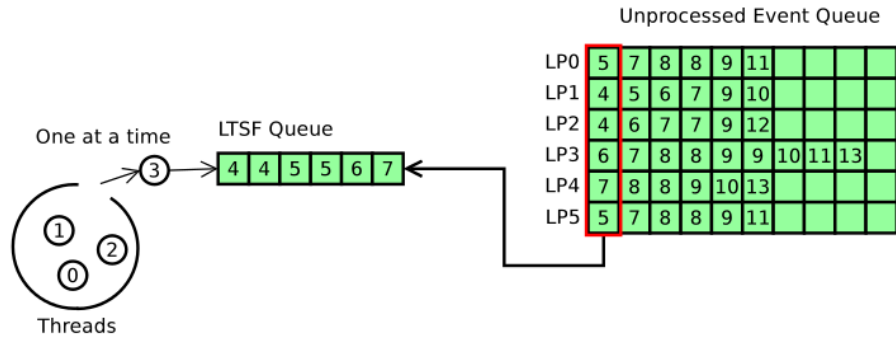 Unprocessed Event Queue
LP0 5 7 8 8 9 11
LP1 4 5 6 7 9 10
LP2 4 6 7 7 9 12
LP3 6 7 8 8 9 9 10 11 13
LP4 7 8 8 9 10 13
LP5 5 7 8 8 9 11
One at a time
LTSF Queue
3
4 4 5 5 6 7
1
2
0
Threads